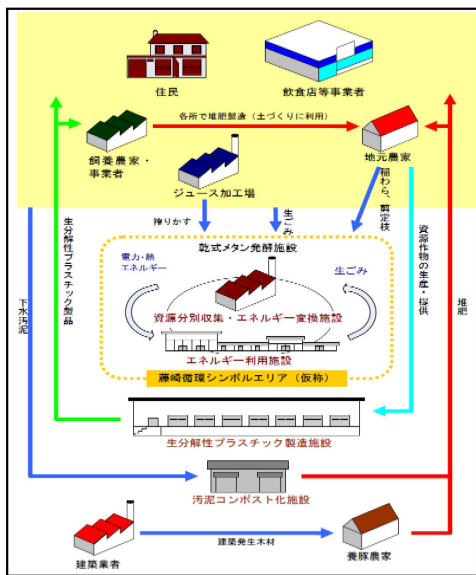 住民
飲食店等事業者
各所で堆肥製造（土づくりに利用）
飼養農家・
事業者
地元農家
ジュース加工場
搾りかす
生ごみ
稲わら、剪定枝
生分解性プラスチック製品
下水汚泥
資源作物の生産・提供
堆肥
乾式メタン発酵施設
電力・熱
エネルギー
生ごみ
資源分別収集・エネルギー変換施設
エネルギー利用施設
藤崎循環シンボルエリア（仮称）
生分解性プラスチック製造施設
汚泥コンポスト化施設
建築発生木材
建築業者
養豚農家